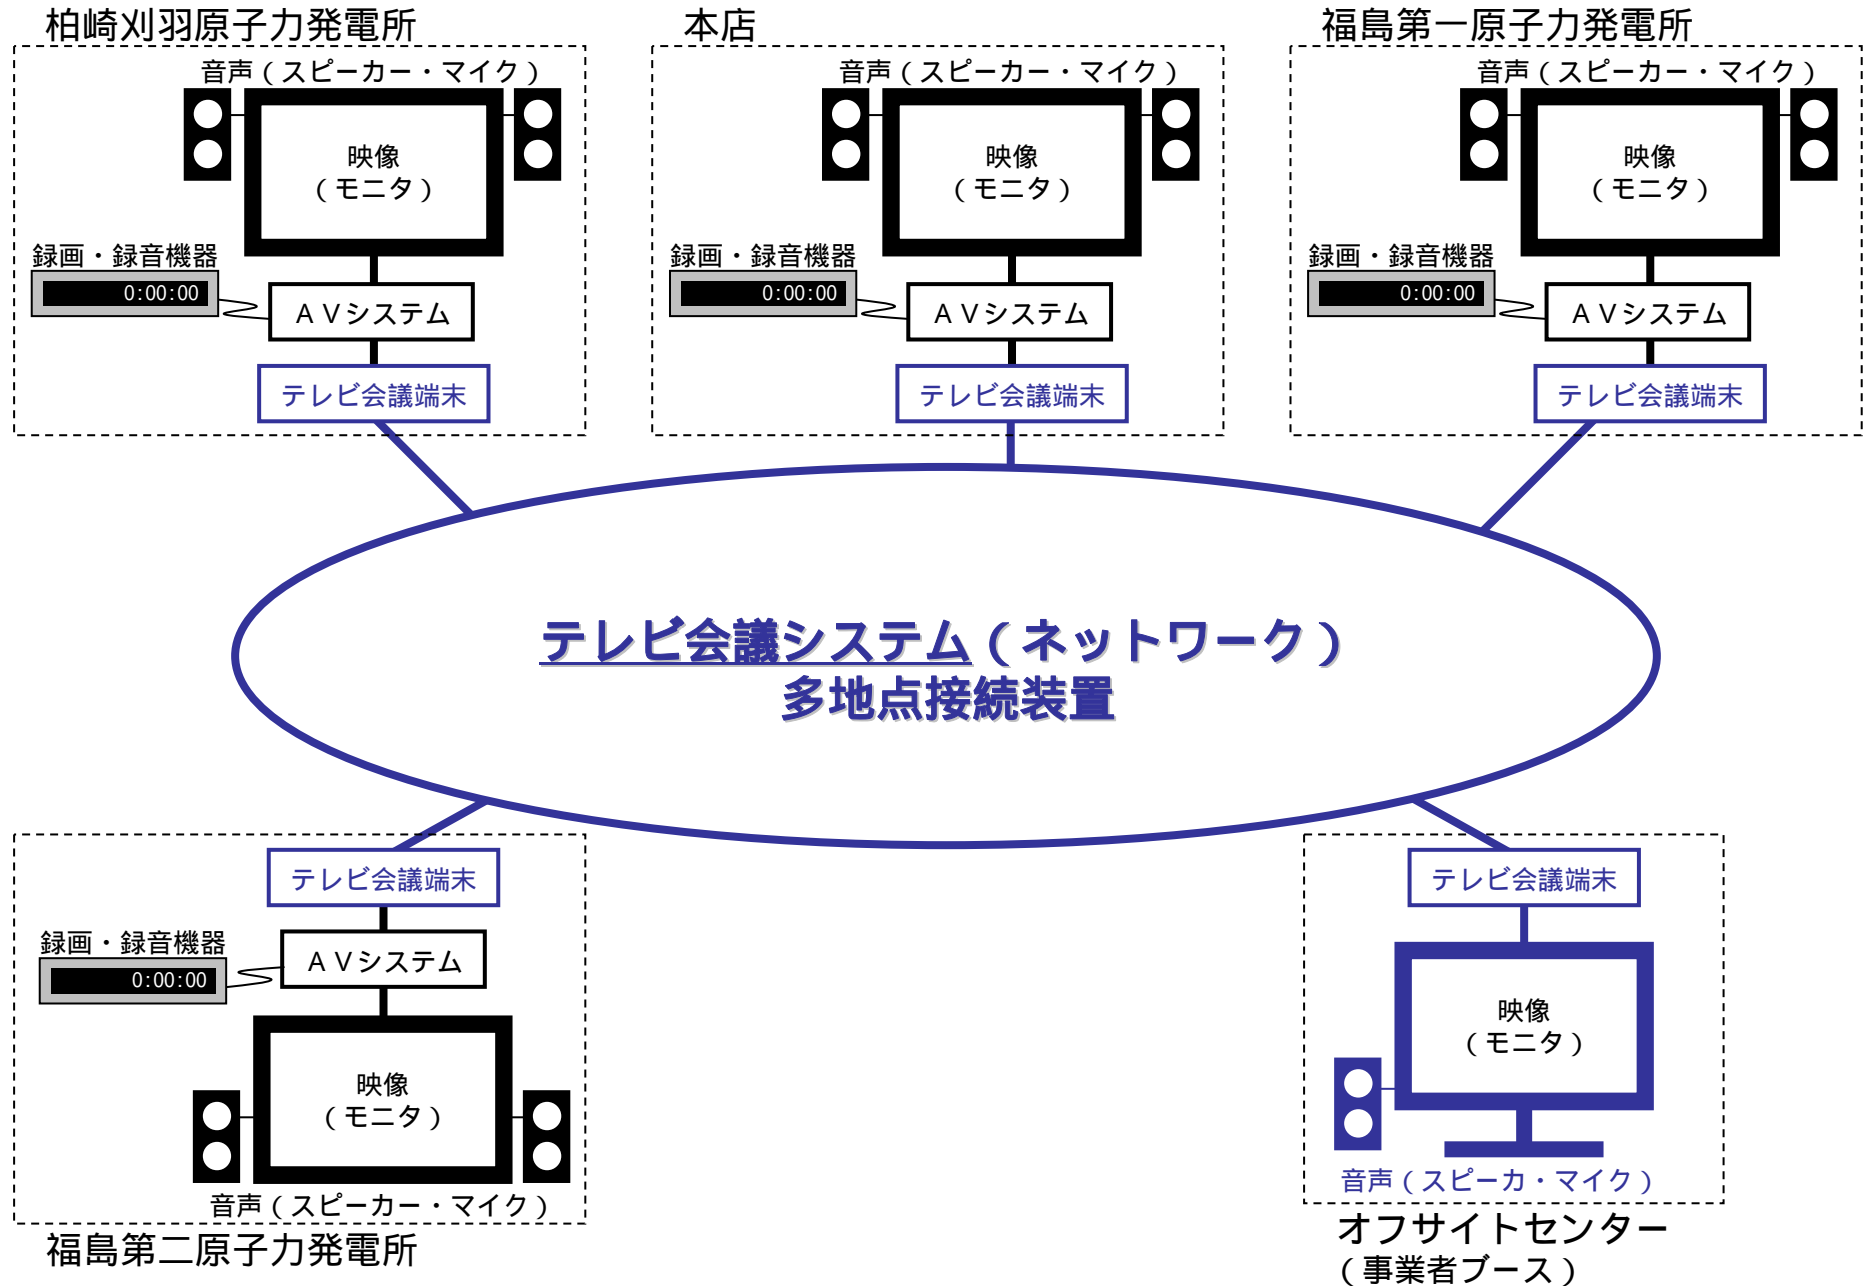 柏崎刈羽原子力発電所
音声(スピーカー・マイク)
映像
(モニタ)
録画・録音機器
0:00:00
AVシステム
テレビ会議端末
本店
音声(スピーカー・マイク)
映像
(モニタ)
録画・録音機器
0:00:00
AVシステム
テレビ会議端末
福島第一原子力発電所
音声(スピーカー・マイク)
映像
(モニタ)
録画・録音機器
0:00:00
AVシステム
テレビ会議端末
テレビ会議システム(ネットワーク)
多地点接続装置
テレビ会議端末
録画・録音機器
0:00:00
AVシステム
映像
(モニタ)
音声(スピーカー・マイク)
福島第二原子力発電所
テレビ会議端末
映像
(モニタ)
音声(スピーカ・マイク)
オフサイトセンター
(事業者ブース)